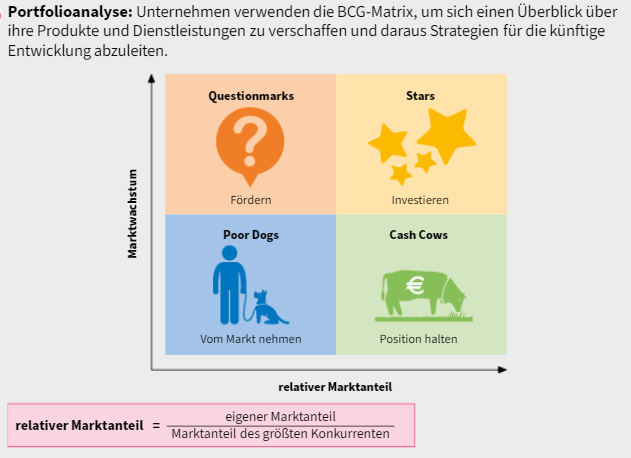 Portfolioanalyse: Unternehmen verwenden die BCG-Matrix, um sich einen Überblick über
ihre Produkte und Dienstleistungen zu verschaffen und daraus Strategien für die künftige
Entwicklung abzuleiten.
Marktwachstum
Questionmarks
?
Fördern
Stars
Investieren
Poor Dogs
Vom Markt nehmen
Cash Cows
€
Position halten
relativer Marktanteil
relativer Marktanteil =
eigener Marktanteil
Marktanteil des größten Konkurrenten